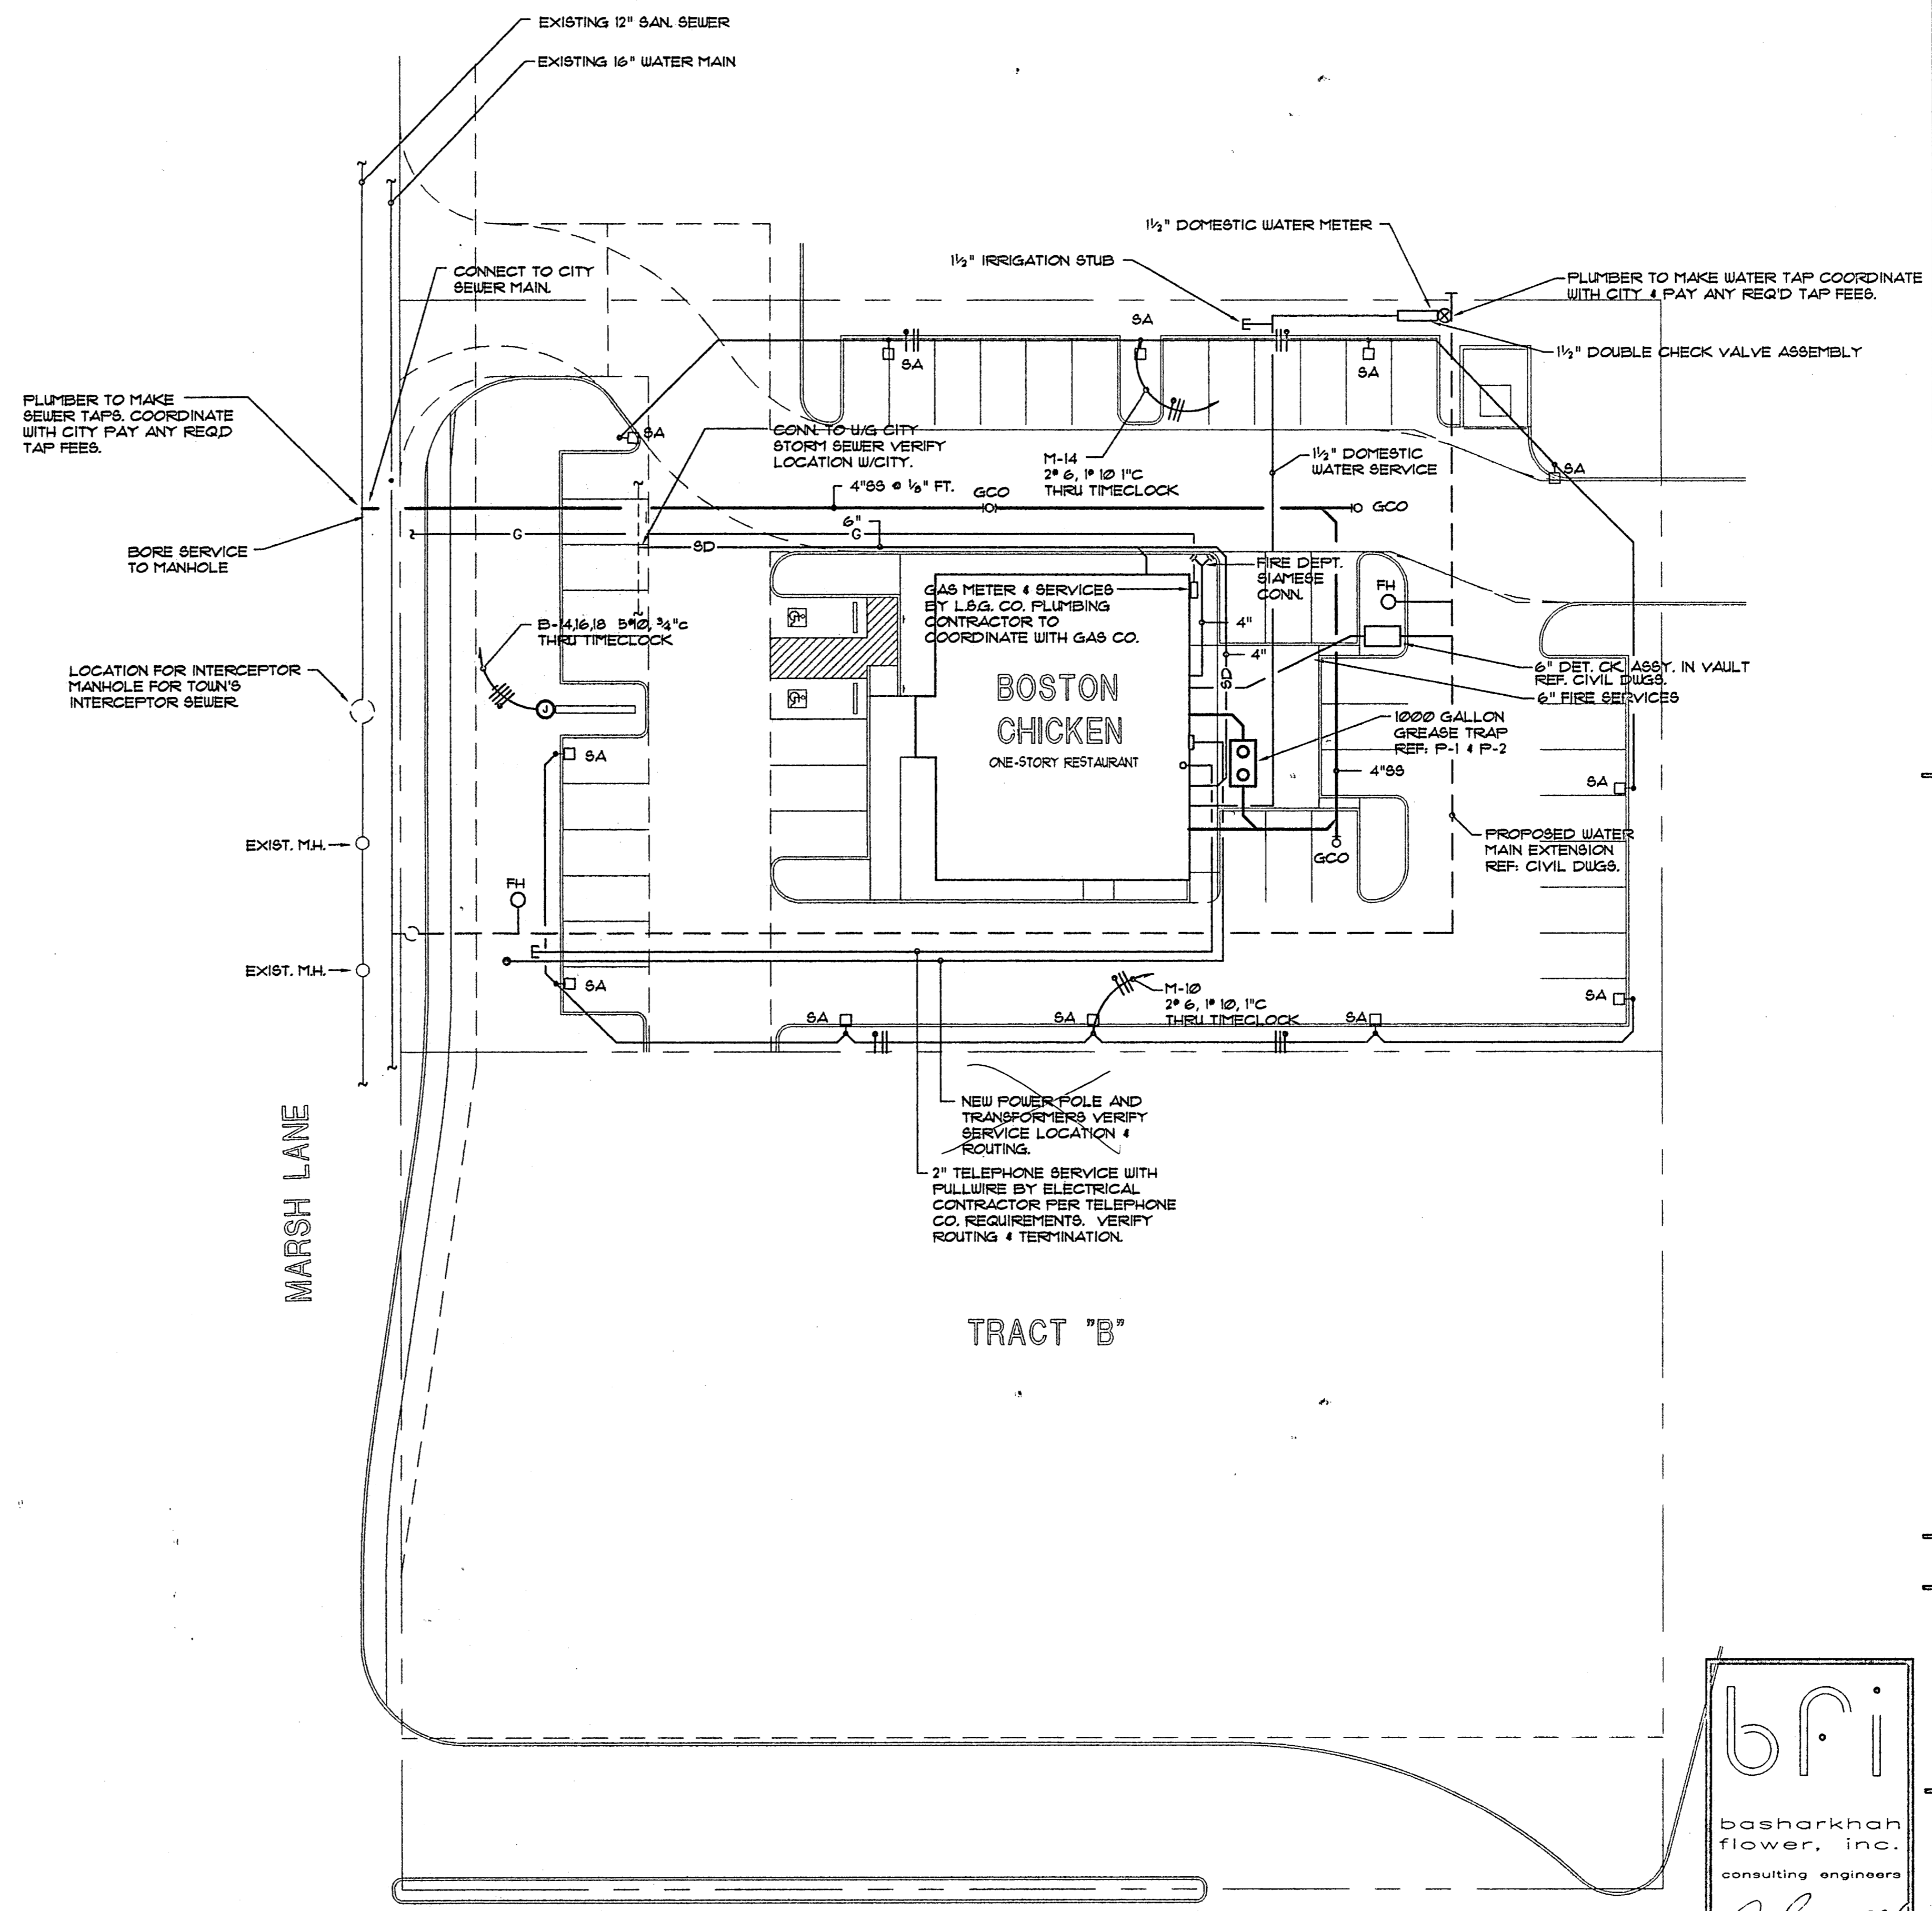 EXISTING 12" SAN. SEWER
EXISTING 16" WATER MAIN
1½" DOMESTIC WATER METER
1½" IRRIGATION STUB
CONNECT TO CITY
SEWER MAIN.
PLUMBER TO MAKE WATER TAP COORDINATE
WITH CITY & PAY ANY REQ'D TAP FEES.
SA
SA
SA
1½" DOUBLE CHECK VALVE ASSEMBLY
PLUMBER TO MAKE
SEWER TAPS. COORDINATE
WITH CITY PAY ANY REQ.D
TAP FEES.
SA
CONN. TO U/G CITY
STORM SEWER VERIFY
LOCATION W/CITY.
M-14
2# 6, 1# 10 1"C
THRU TIMECLOCK
1½" DOMESTIC
WATER SERVICE
SA
4"SS @ ⅛" FT.
GCO
GCO
6"
G
G
SD
BORE SERVICE
TO MANHOLE
FIRE DEPT.
SIAMESE
CONN.
FH
GAS METER & SERVICES
BY L.S.G. CO. PLUMBING
CONTRACTOR TO
COORDINATE WITH GAS CO.
4"
4"
SD
B-14,16,18 5#10, ¾"c
THRU TIMECLOCK
LOCATION FOR INTERCEPTOR
MANHOLE FOR TOWN'S
INTERCEPTOR SEWER
J
6" DET. CK. ASSY. IN VAULT
REF. CIVIL DWGS.
6" FIRE SERVICES
BOSTON
CHICKEN
ONE-STORY RESTAURANT
1000 GALLON
GREASE TRAP
REF: P-1 & P-2
4"SS
SA
SA
EXIST. M.H.
PROPOSED WATER
MAIN EXTENSION
REF: CIVIL DWGS.
GCO
FH
EXIST. M.H.
SA
M-10
2# 6, 1# 10, 1"C
THRU TIMECLOCK
SA
SA
SA
SA
NEW POWER POLE AND
TRANSFORMERS VERIFY
SERVICE LOCATION &
ROUTING.
2" TELEPHONE SERVICE WITH
PULLWIRE BY ELECTRICAL
CONTRACTOR PER TELEPHONE
CO. REQUIREMENTS. VERIFY
ROUTING & TERMINATION.
MARSH LANE
TRACT "B"
bfi
basharkhah
flower, inc.
consulting engineers